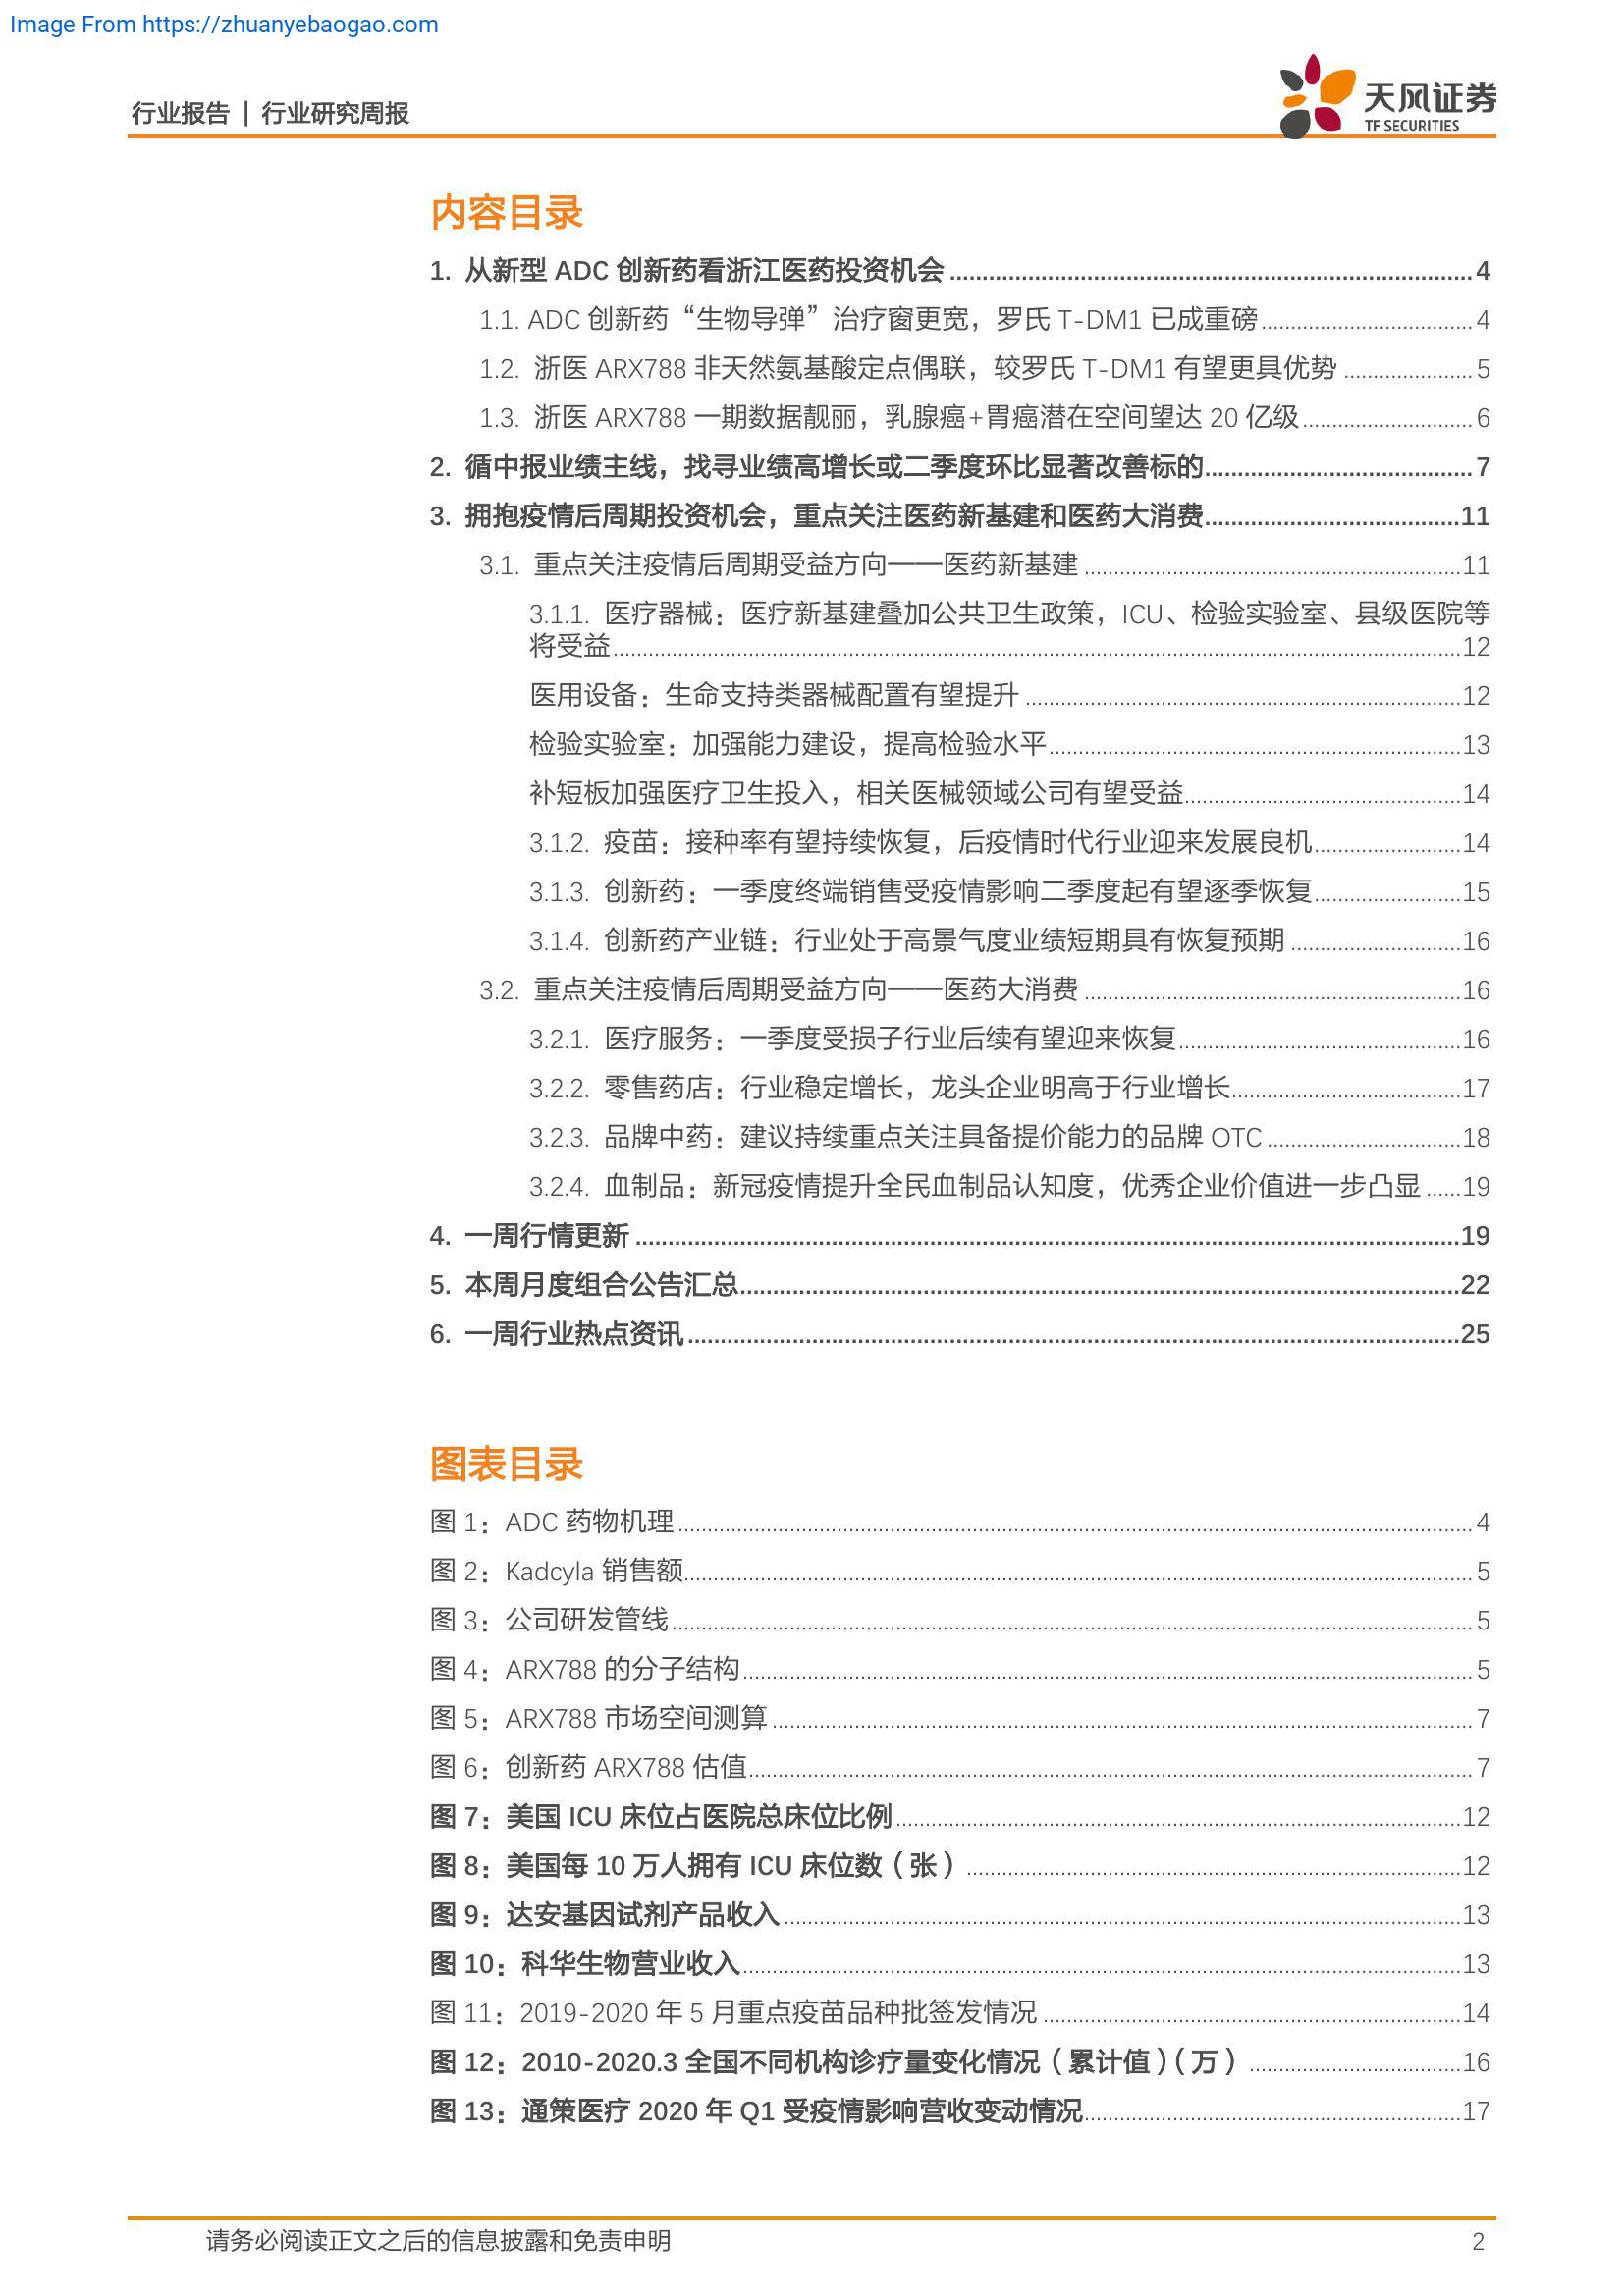 Image From https://zhuanyebaogao.com
行业报告 | 行业研究周报
天风证券
TF SECURITIES
内容目录
1. 从新型 ADC 创新药看浙江医药投资机会 4
1.1. ADC 创新药“生物导弹”治疗窗更宽，罗氏 T-DM1 已成重磅 4
1.2. 浙医 ARX788 非天然氨基酸定点偶联，较罗氏 T-DM1 有望更具优势 5
1.3. 浙医 ARX788 一期数据靓丽，乳腺癌+胃癌潜在空间望达 20 亿级 6
2. 循中报业绩主线，找寻业绩高增长或二季度环比显著改善标的 7
3. 拥抱疫情后周期投资机会，重点关注医药新基建和医药大消费 11
3.1. 重点关注疫情后周期受益方向——医药新基建 11
3.1.1. 医疗器械：医疗新基建叠加公共卫生政策，ICU、检验实验室、县级医院等
将受益 12
医用设备：生命支持类器械配置有望提升 12
检验实验室：加强能力建设，提高检验水平 13
补短板加强医疗卫生投入，相关医械领域公司有望受益 14
3.1.2. 疫苗：接种率有望持续恢复，后疫情时代行业迎来发展良机 14
3.1.3. 创新药：一季度终端销售受疫情影响二季度起有望逐季恢复 15
3.1.4. 创新药产业链：行业处于高景气度业绩短期具有恢复预期 16
3.2. 重点关注疫情后周期受益方向——医药大消费 16
3.2.1. 医疗服务：一季度受损子行业后续有望迎来恢复 16
3.2.2. 零售药店：行业稳定增长，龙头企业明高于行业增长 17
3.2.3. 品牌中药：建议持续重点关注具备提价能力的品牌 OTC 18
3.2.4. 血制品：新冠疫情提升全民血制品认知度，优秀企业价值进一步凸显 19
4. 一周行情更新 19
5. 本周月度组合公告汇总 22
6. 一周行业热点资讯 25
图表目录
图 1：ADC 药物机理 4
图 2：Kadcyla 销售额 5
图 3：公司研发管线 5
图 4：ARX788 的分子结构 5
图 5：ARX788 市场空间测算 7
图 6：创新药 ARX788 估值 7
图 7：美国 ICU 床位占医院总床位比例 12
图 8：美国每 10 万人拥有 ICU 床位数（张） 12
图 9：达安基因试剂产品收入 13
图 10：科华生物营业收入 13
图 11：2019-2020 年 5 月重点疫苗品种批签发情况 14
图 12：2010-2020.3 全国不同机构诊疗量变化情况（累计值）（万） 16
图 13：通策医疗 2020 年 Q1 受疫情影响营收变动情况 17
请务必阅读正文之后的信息披露和免责申明 2